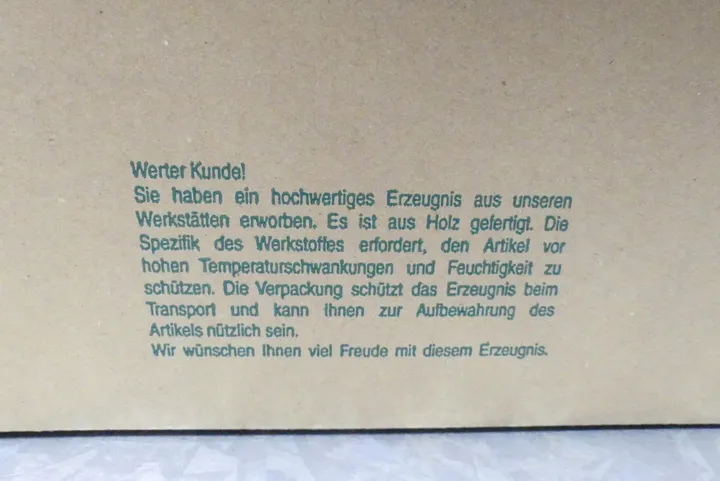 Werter Kunde!
Sie haben ein hochwertiges Erzeugnis aus unseren
Werkstätten erworben. Es ist aus Holz gefertigt. Die
Spezifik des Werkstoffes erfordert, den Artikel vor
hohen Temperaturschwankungen und Feuchtigkeit zu
schützen. Die Verpackung schützt das Erzeugnis beim
Transport und kann Ihnen zur Aufbewahrung des
Artikels nützlich sein.
Wir wünschen Ihnen viel Freude mit diesem Erzeugnis.